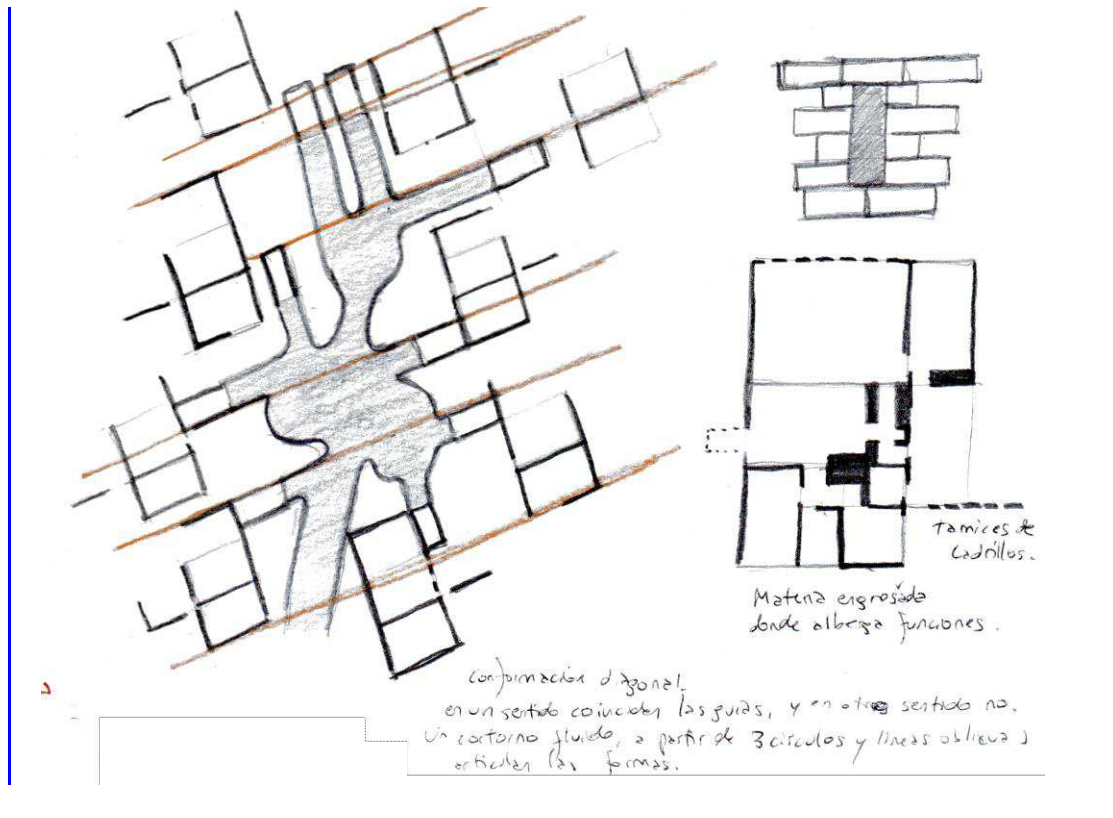 tamices de
ladrillos.
Materia engrosada
donde alberga funciones.
Conformación diagonal.
en un sentido coinciden las guías, y en otro sentido no.
Un contorno fluido, a partir de 3 círculos y líneas oblicuas
articulan las formas.